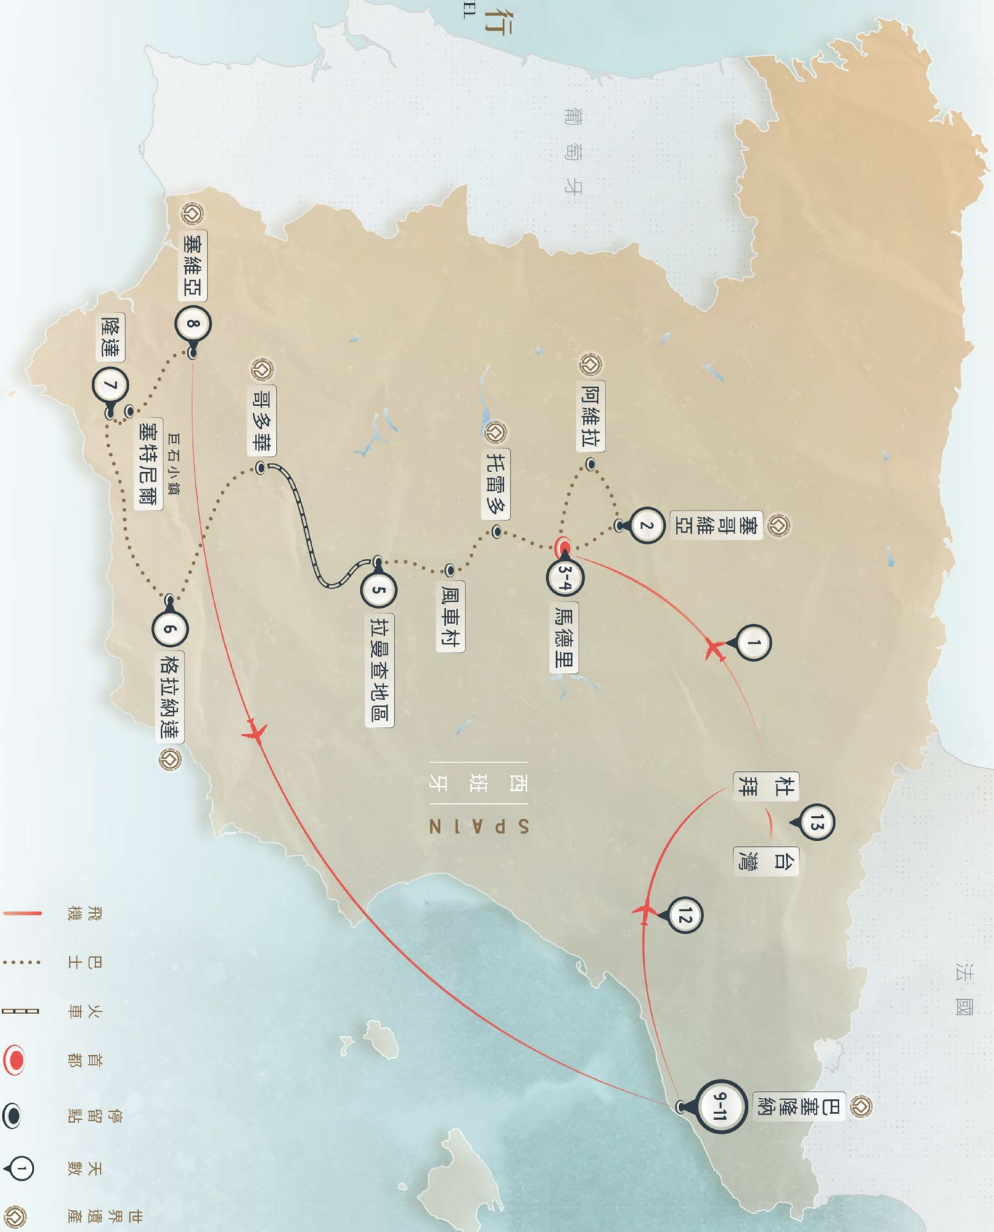 行
EL
葡萄牙
法國
西班牙
SPAIN
1
杜拜
台灣
13
12
塞哥維亞
2
阿維拉
3-4
馬德里
托雷多
風車村
5
拉曼查地區
哥多華
6
格拉納達
巨石小鎮
塞特尼爾
隆達
7
塞維亞
8
巴塞隆納
9-11
飛機
巴士
火車
首都
停留點
1
天數
世界遺產